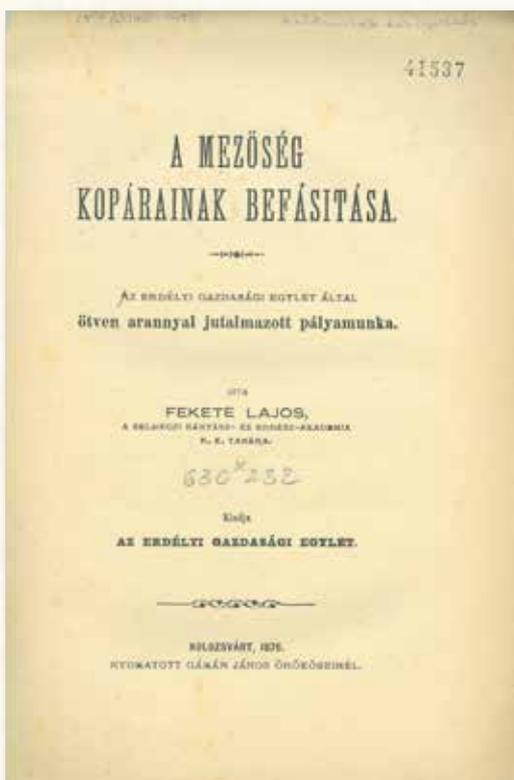 41537
A MEZŐSÉG
KOPÁRAINAK BEFÁSITÁSA.
AZ ERDÉLYI GAZDASÁGI EGYLET ÁLTAL
ötven arannyal jutalmazott pályamunka.
IRTA
FEKETE LAJOS,
A SELMECZI BÁNYÁSZ- ÉS ERDÉSZ-AKADEMIA
R. K. TANÁRA.
630*232
Kiadja
AZ ERDÉLYI GAZDASÁGI EGYLET.
KOLOZSVÁRT,
NYOMATOTT GÁMÁN JÁNOS ÖRÖKÖSEINÉL.